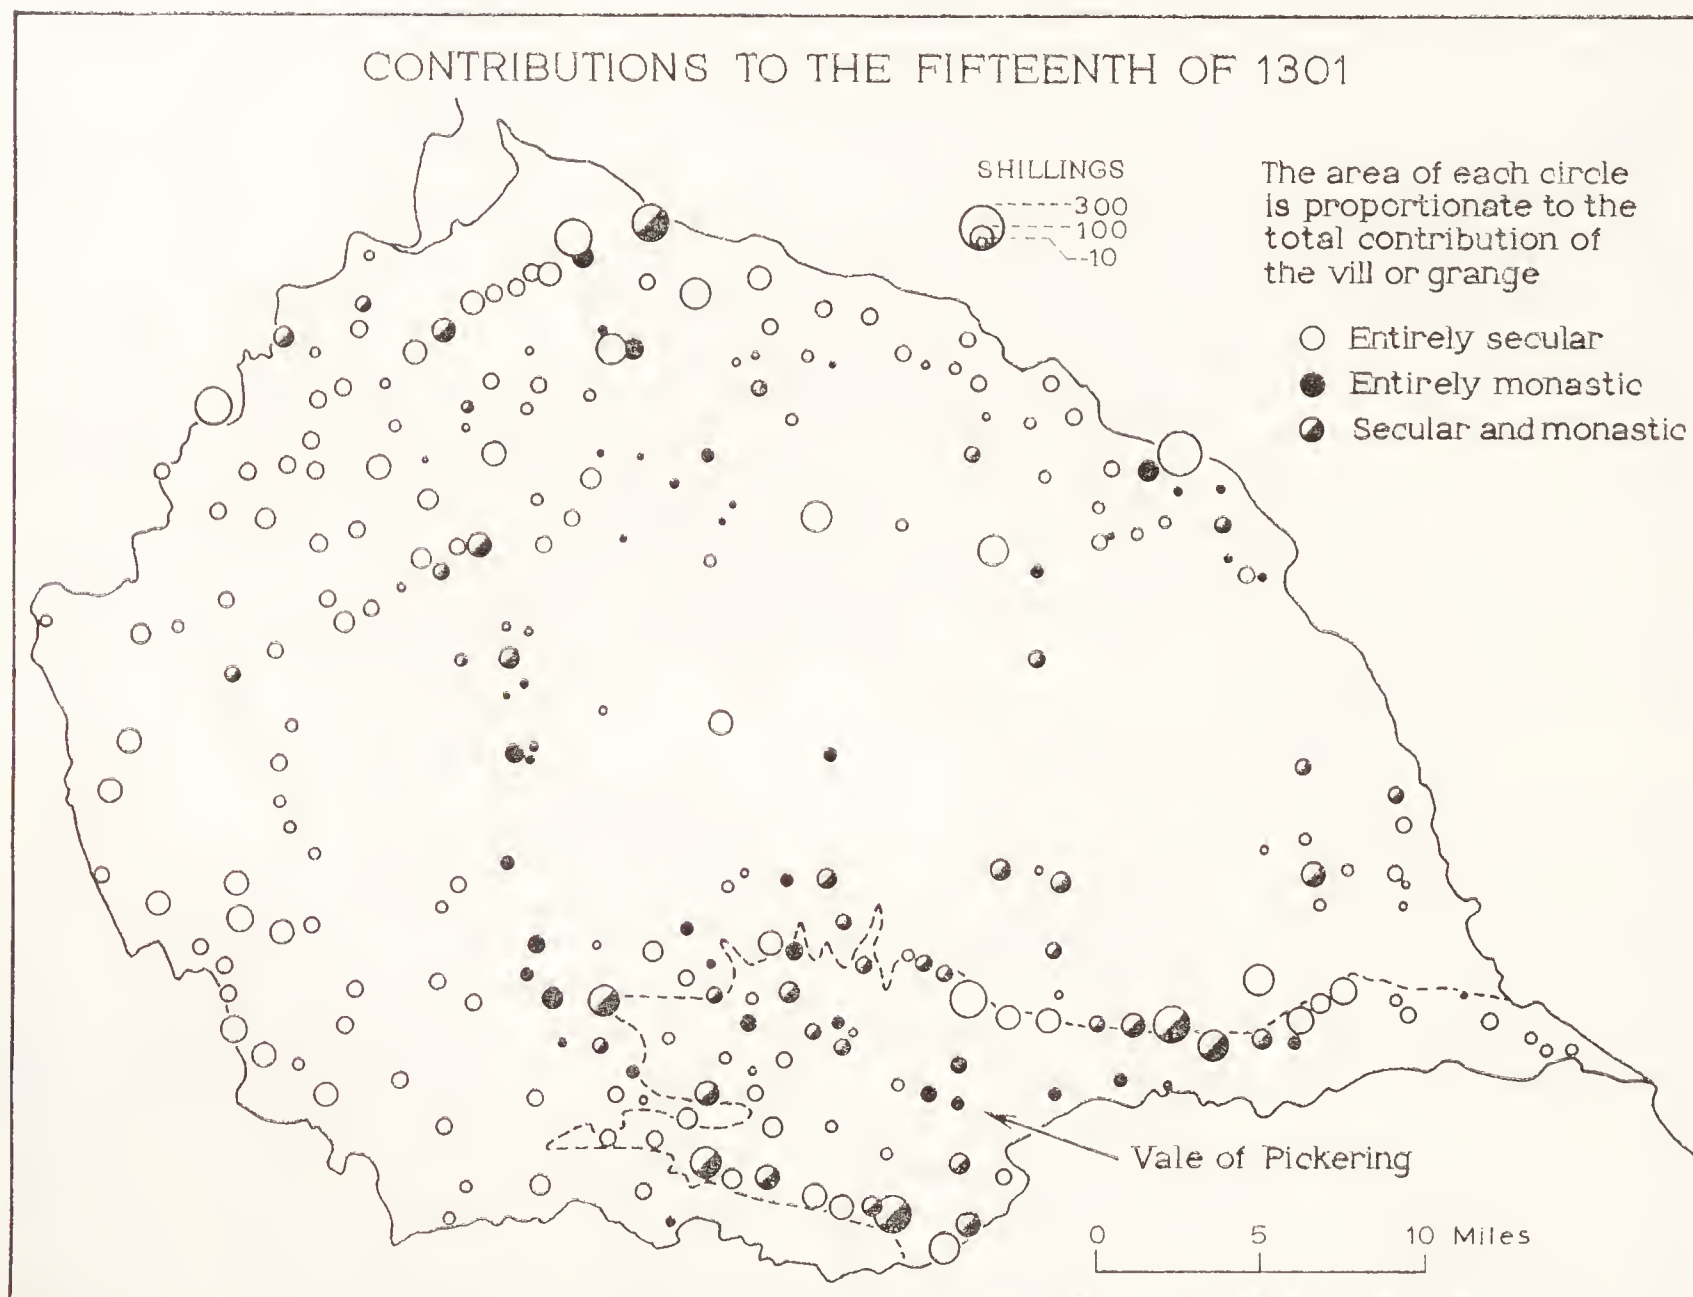 CONTRIBUTIONS TO THE FIFTEENTH OF 1301
SHILLINGS
300
100
10
The area of each circle
is proportionate to the
total contribution of
the vill or grange
Entirely secular
Entirely monastic
Secular and monastic
Vale of Pickering
0 5 10 Miles